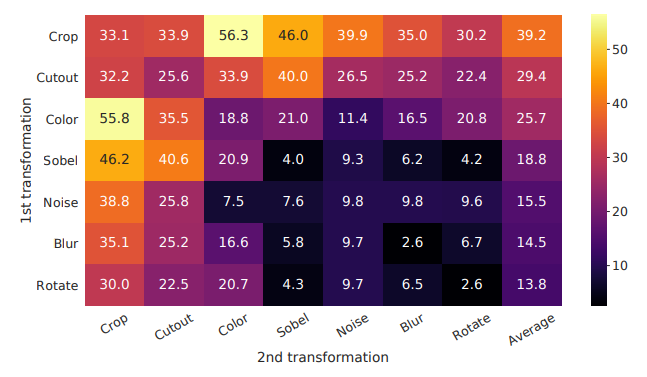 Crop 33.1 33.9 56.3 46.0 39.9 35.0 30.2 39.2
Cutout 32.2 25.6 33.9 40.0 26.5 25.2 22.4 29.4
Color 55.8 35.5 18.8 21.0 11.4 16.5 20.8 25.7
Sobel 46.2 40.6 20.9 4.0 9.3 6.2 4.2 18.8
Noise 38.8 25.8 7.5 7.6 9.8 9.8 9.6 15.5
Blur 35.1 25.2 16.6 5.8 9.7 2.6 6.7 14.5
Rotate 30.0 22.5 20.7 4.3 9.7 6.5 2.6 13.8
Crop Cutout Color Sobel Noise Blur Rotate Average
1st transformation
2nd transformation
50
40
30
20
10